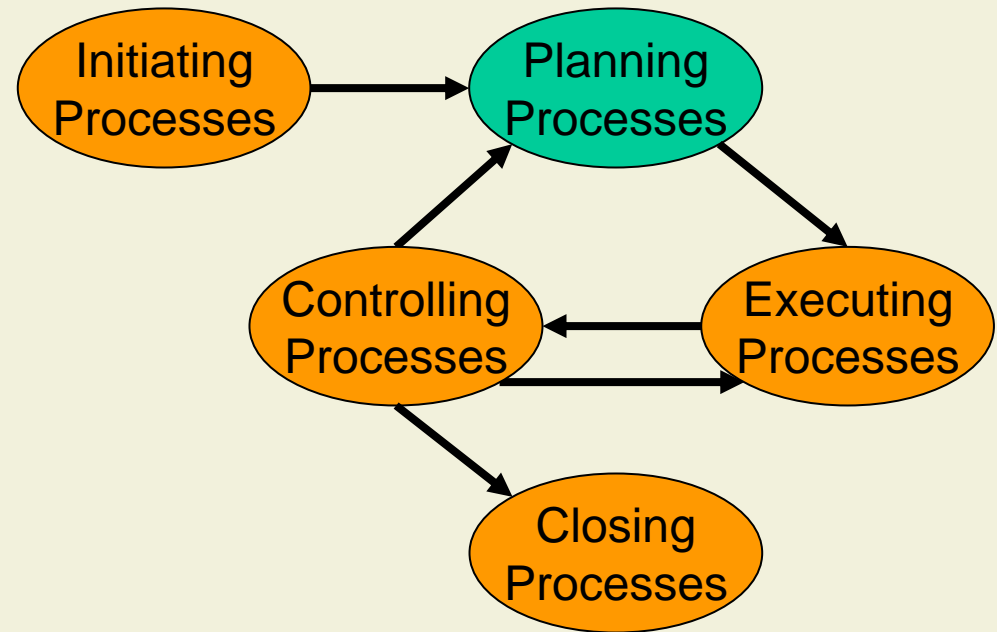 Initiating
Processes
Planning
Processes
Controlling
Processes
Executing
Processes
Closing
Processes